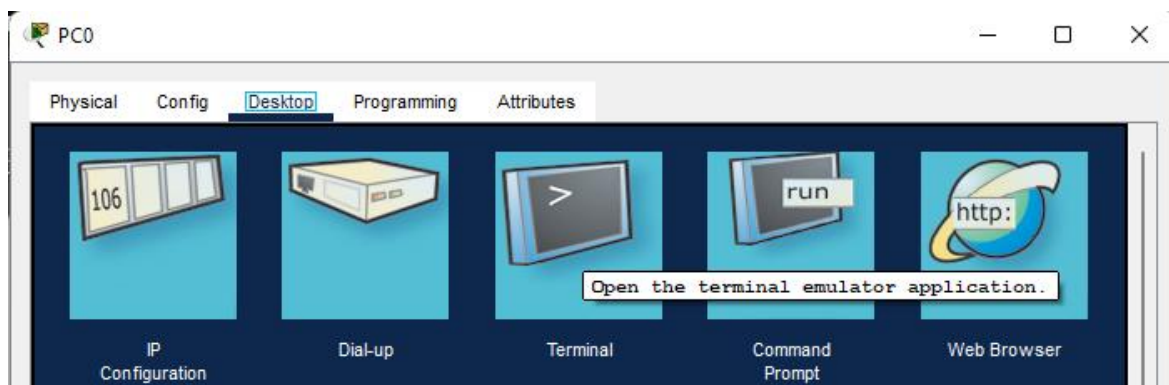 PC0
Physical Config Desktop Programming Attributes
106
>
run
http:
Open the terminal emulator application.
IP
Configuration
Dial-up
Terminal
Command
Prompt
Web Browser